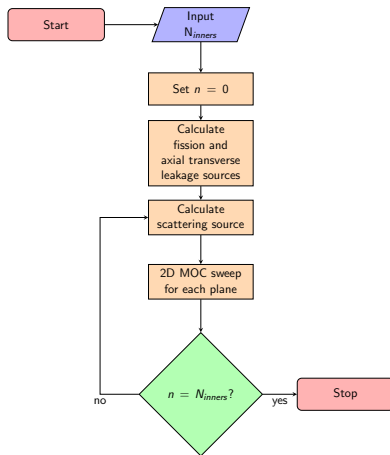 Start
Input
N_inners
Set n = 0
Calculate
fission and
axial transverse
leakage sources
Calculate
scattering source
2D MOC sweep
for each plane
n = N_inners?
no
yes
Stop